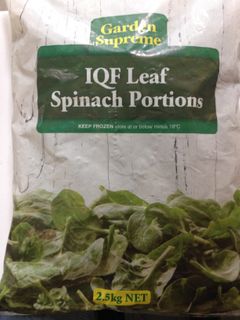 Garden
Supreme
IQF Leaf
Spinach Portions
KEEP FROZEN store at or below minus 18°C
2.5kg NET